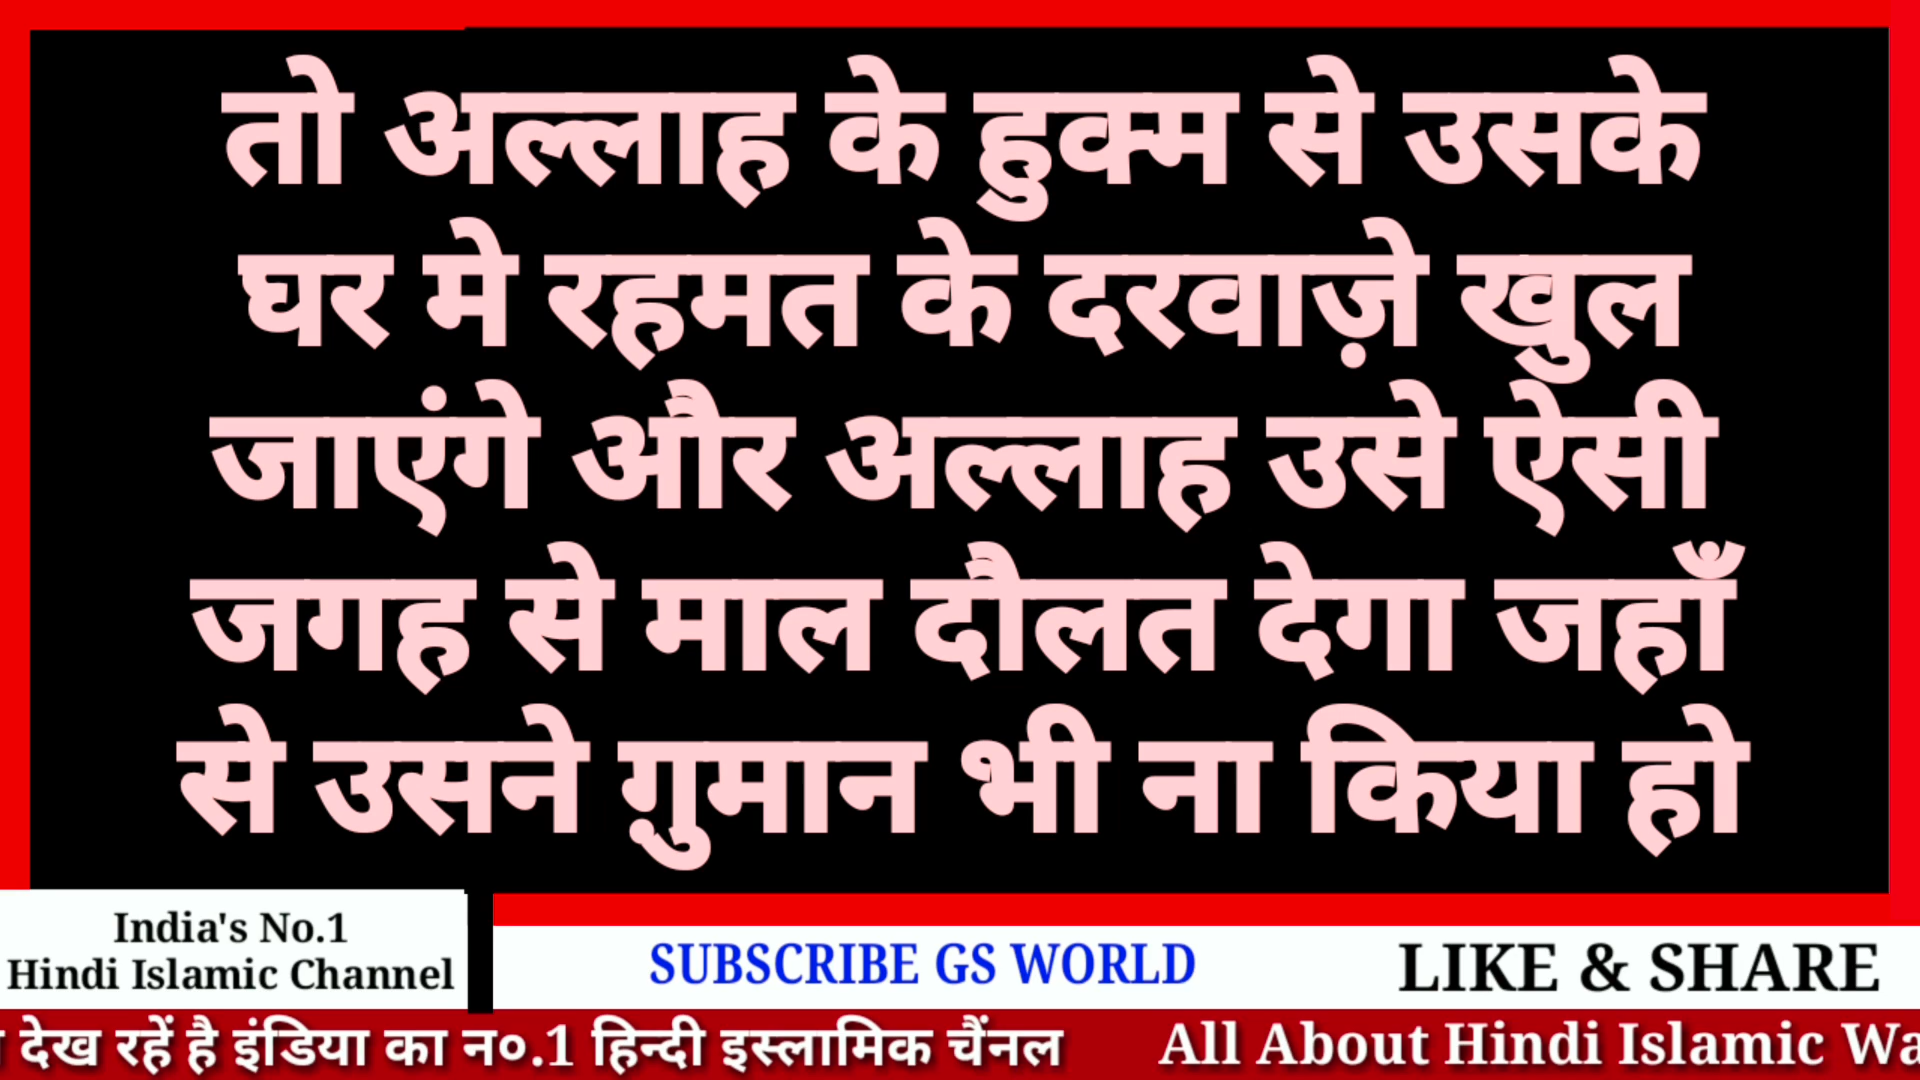 तो अल्लाह के हुक्म से उसके
घर मे रहमत के दरवाज़े खुल
जाएंगे और अल्लाह उसे ऐसी
जगह से माल दौलत देगा जहाँ
से उसने ग़ुमान भी ना किया हो
India's No.1
Hindi Islamic Channel
SUBSCRIBE GS WORLD
LIKE & SHARE
देख रहें है इंडिया का न०.1 हिन्दी इस्लामिक चैंनल
All About Hindi Islamic